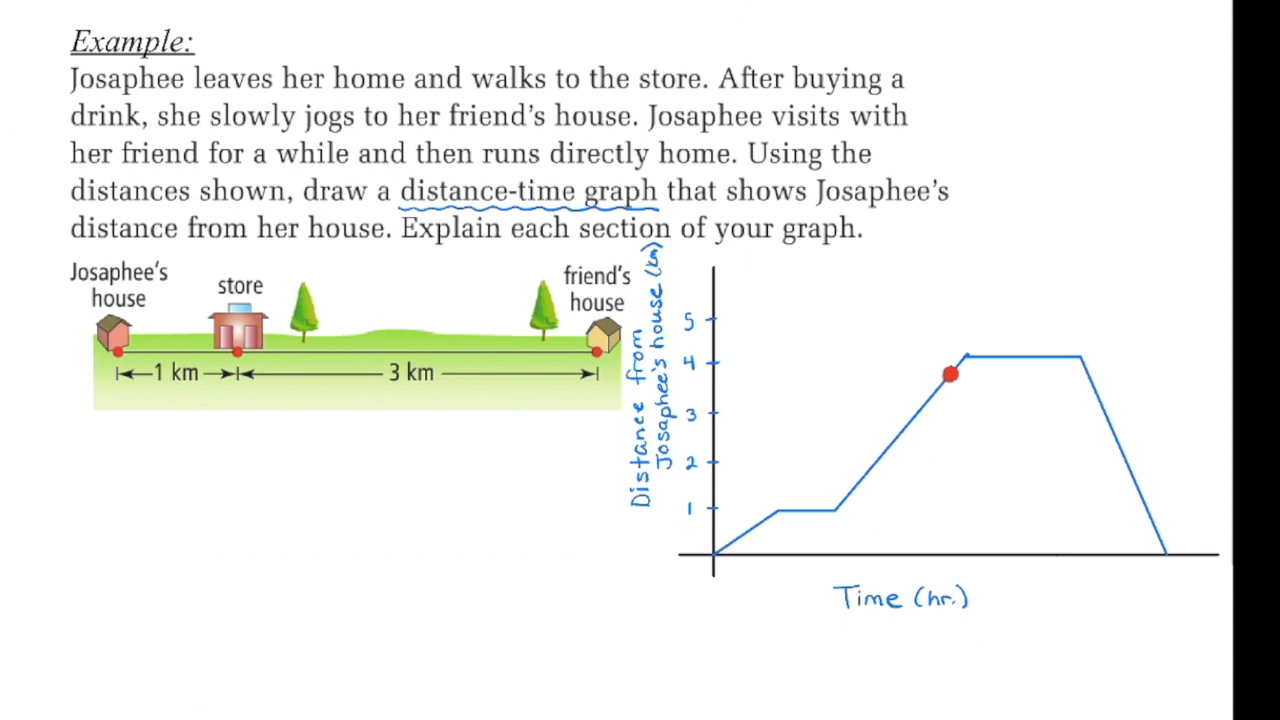 Example:
Josaphee leaves her home and walks to the store. After buying a
drink, she slowly jogs to her friend's house. Josaphee visits with
her friend for a while and then runs directly home. Using the
distances shown, draw a distance-time graph that shows Josaphee's
distance from her house. Explain each section of your graph.
Josaphee's
house
store
friend's
house
1 km
3 km
Distance from
Josaphee's house (km)
5
4
3
2
1
Time (hr.)